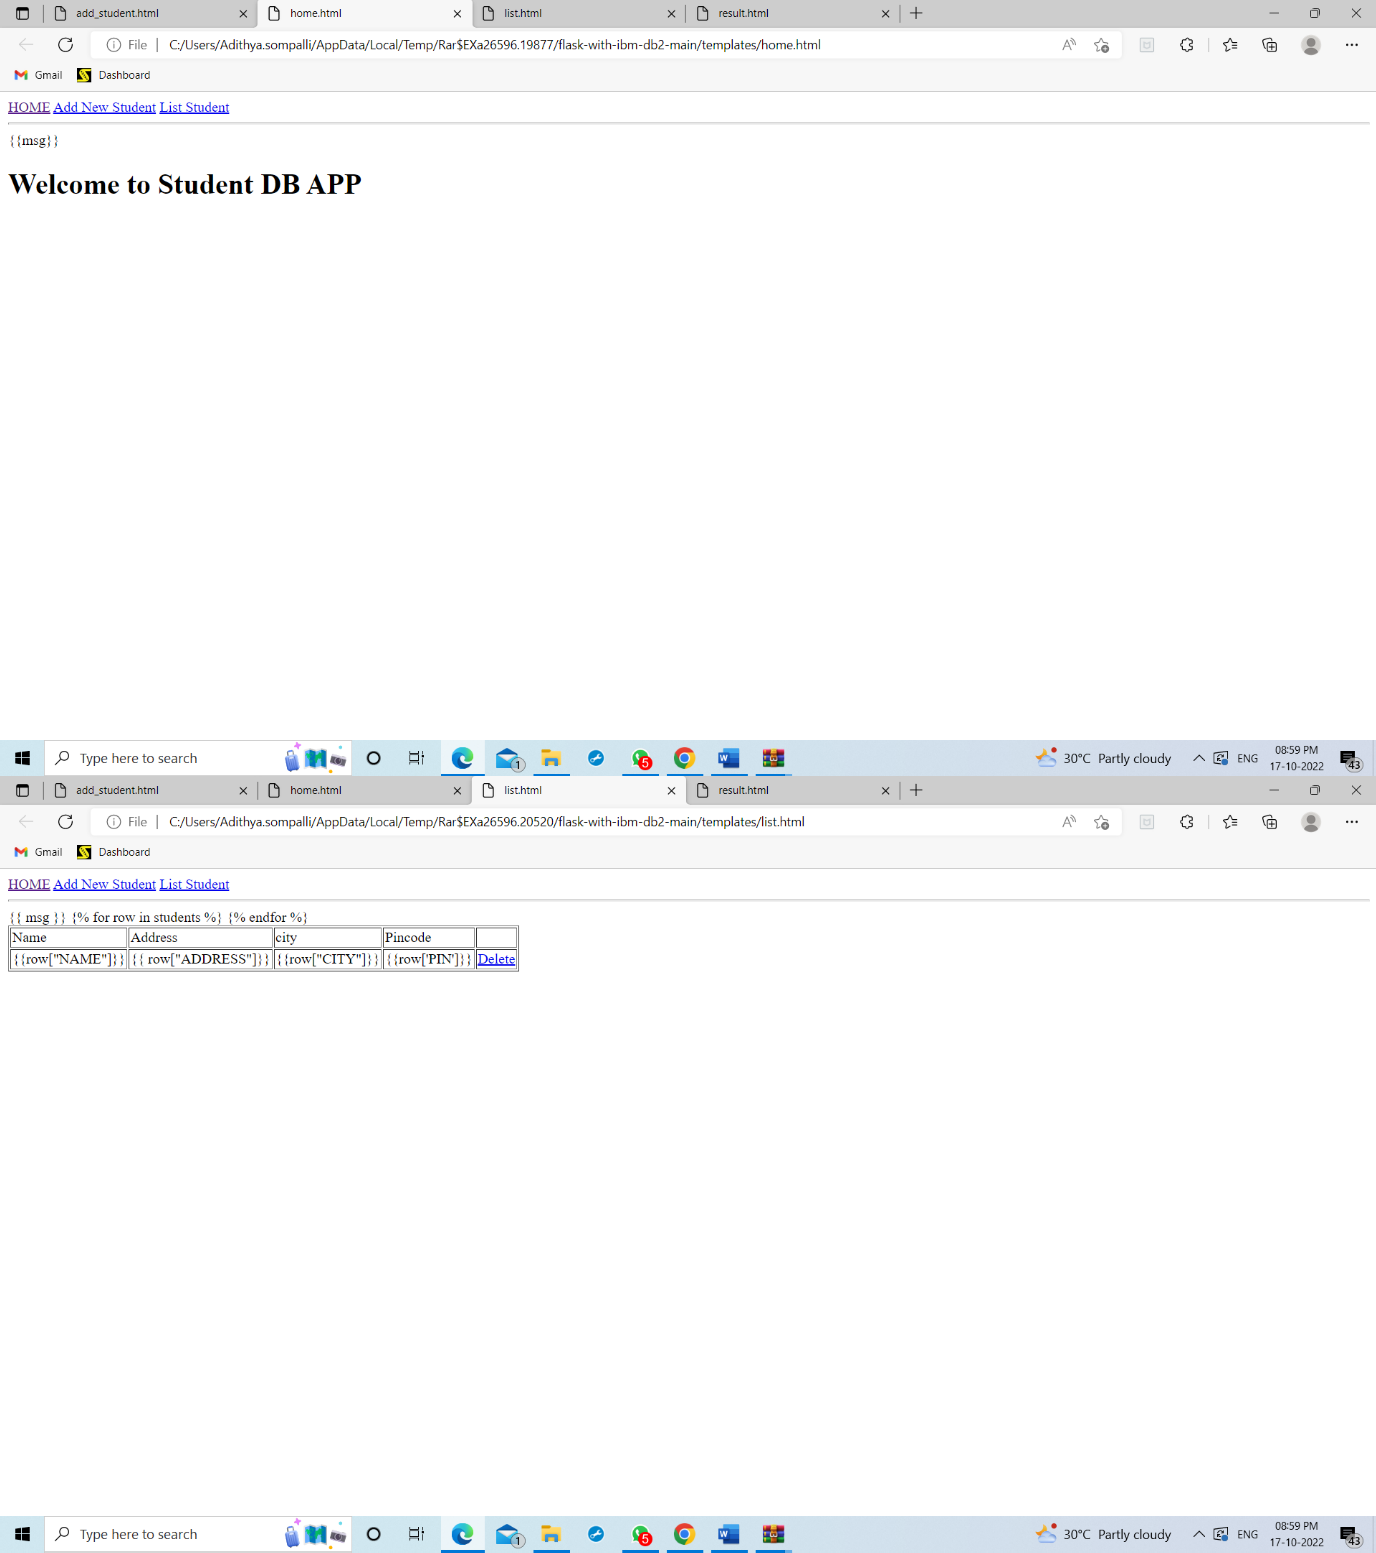 add_student.html home.html list.html result.html
File C:/Users/Adithya.sompalli/AppData/Local/Temp/Rar$EXa26596.19877/flask-with-ibm-db2-main/templates/home.html
Gmail Dashboard
HOME Add New Student List Student
{{msg}}
Welcome to Student DB APP
Type here to search 1 5 30°C Partly cloudy ENG 08:59 PM
17-10-2022 43
add_student.html home.html list.html result.html
File C:/Users/Adithya.sompalli/AppData/Local/Temp/Rar$EXa26596.20520/flask-with-ibm-db2-main/templates/list.html
Gmail Dashboard
HOME Add New Student List Student
{{ msg }} {% for row in students %} {% endfor %}
Name Address city Pincode
{{row["NAME"]}} {{ row["ADDRESS"]}} {{row["CITY"]}} {{row['PIN']}} Delete
Type here to search 1 5 30°C Partly cloudy ENG 08:59 PM
17-10-2022 43